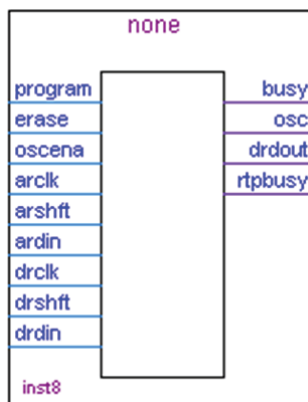 none
program
erase
oscena
arclk
arshft
ardin
drclk
drshft
drdin
busy
osc
drdout
rtpbusy
inst8